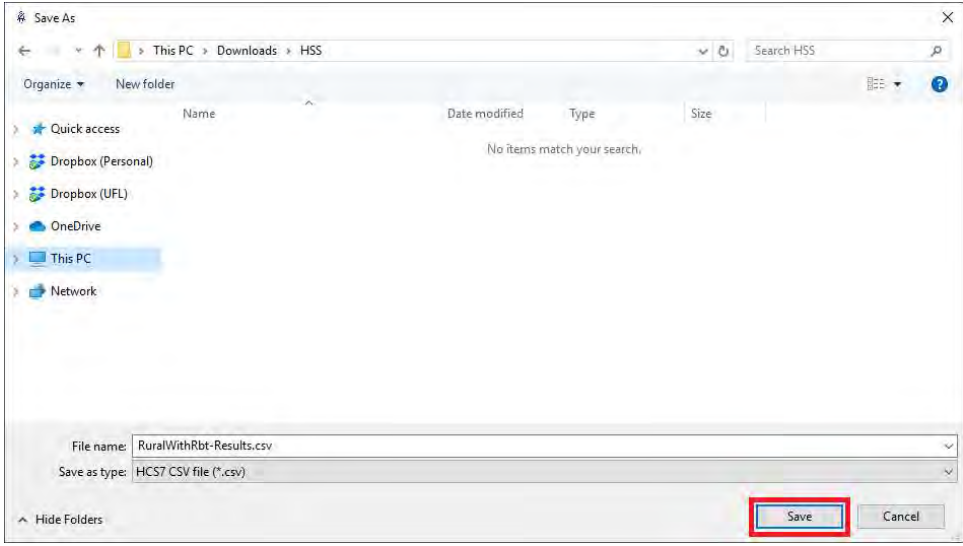 Save As
This PC > Downloads > HSS
Search HSS
Organize
New folder
Name
Date modified
Type
Size
No items match your search.
Quick access
Dropbox (Personal)
Dropbox (UFL)
OneDrive
This PC
Network
File name: RuralWithRbt-Results.csv
Save as type: HCS7 CSV file (*.csv)
Hide Folders
Save
Cancel